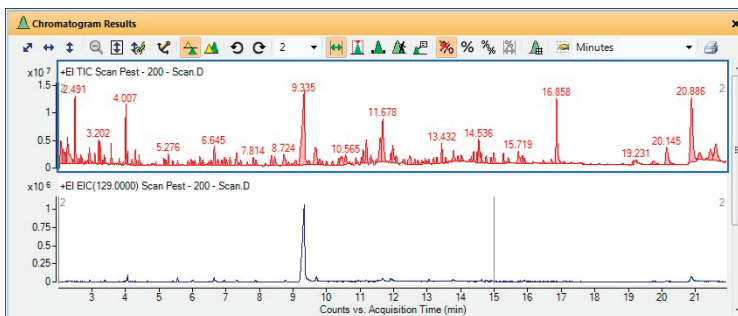 Chromatogram Results
2 Minutes
x10 7 +EI TIC Scan Pest - 200 - Scan.D
1.5
1
0.5
0
2 2
2.491 3.202 4.007 5.276 6.645 7.814 8.724 9.335 10.565 11.678 13.432 14.536 15.719 16.858 19.231 20.145 20.886
x10 6 +EI EIC(129.0000) Scan Pest - 200 - Scan.D
2 2
1
0.75
0.5
0.25
0
3 4 5 6 7 8 9 10 11 12 13 14 15 16 17 18 19 20 21
Counts vs. Acquisition Time (min)